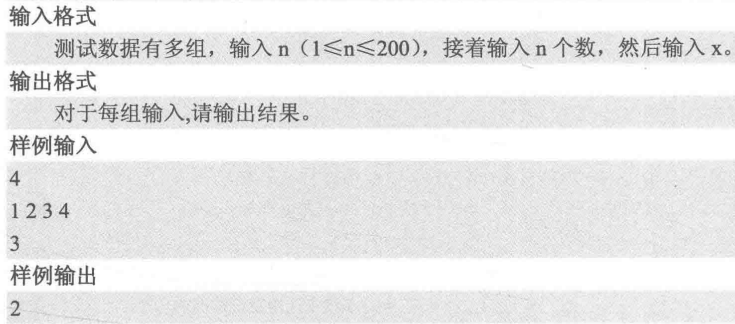 输入格式
测试数据有多组，输入 n（1≤n≤200），接着输入 n 个数，然后输入 x。
输出格式
对于每组输入,请输出结果。
样例输入
4
1 2 3 4
3
样例输出
2